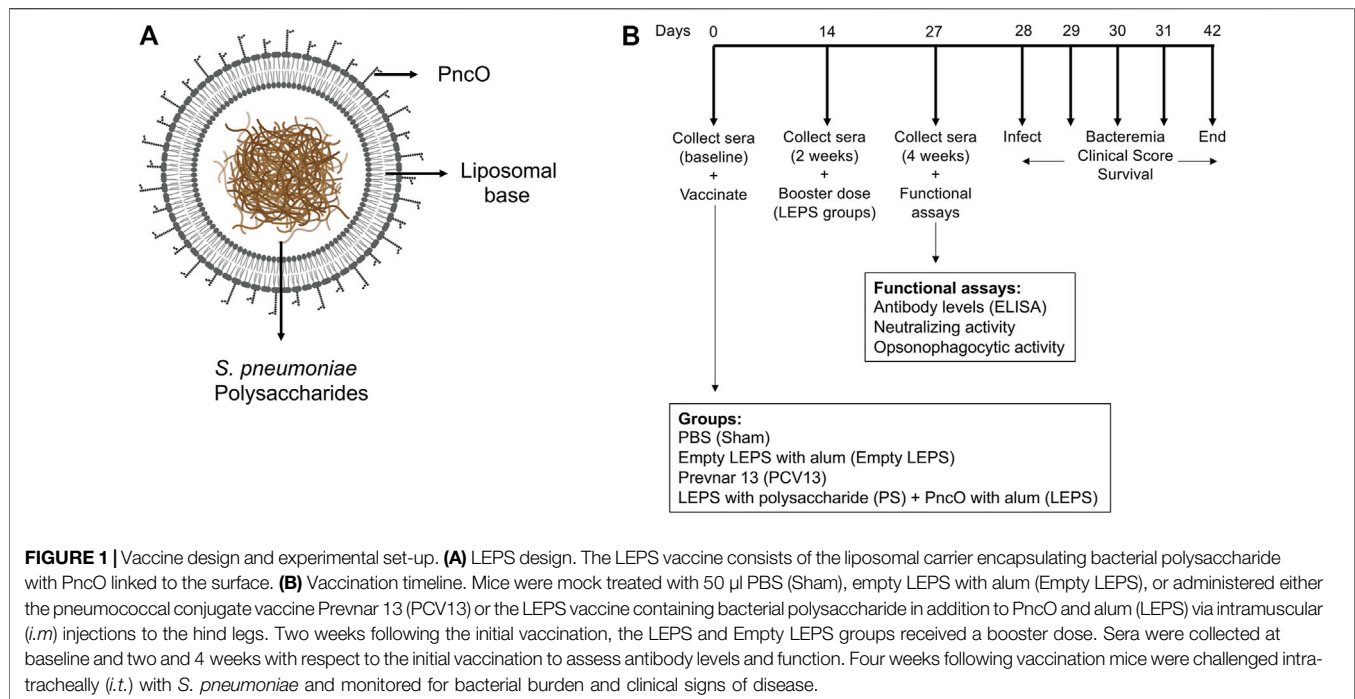 A
PncO
Liposomal
base
S. pneumoniae
Polysaccharides
B
Days 0 14 27 28 29 30 31 42
Collect sera
(baseline)
+
Vaccinate
Collect sera
(2 weeks)
+
Booster dose
(LEPS groups)
Collect sera
(4 weeks)
+
Functional
assays
Infect
Bacteremia
Clinical Score
Survival
End
Functional assays:
Antibody levels (ELISA)
Neutralizing activity
Opsonophagocytic activity
Groups:
PBS (Sham)
Empty LEPS with alum (Empty LEPS)
Prevnar 13 (PCV13)
LEPS with polysaccharide (PS) + PncO with alum (LEPS)
FIGURE 1 | Vaccine design and experimental set-up. (A) LEPS design. The LEPS vaccine consists of the liposomal carrier encapsulating bacterial polysaccharide
with PncO linked to the surface. (B) Vaccination timeline. Mice were mock treated with 50 µl PBS (Sham), empty LEPS with alum (Empty LEPS), or administered either
the pneumococcal conjugate vaccine Prevnar 13 (PCV13) or the LEPS vaccine containing bacterial polysaccharide in addition to PncO and alum (LEPS) via intramuscular
(i.m) injections to the hind legs. Two weeks following the initial vaccination, the LEPS and Empty LEPS groups received a booster dose. Sera were collected at
baseline and two and 4 weeks with respect to the initial vaccination to assess antibody levels and function. Four weeks following vaccination mice were challenged intra-
tracheally (i.t.) with S. pneumoniae and monitored for bacterial burden and clinical signs of disease.